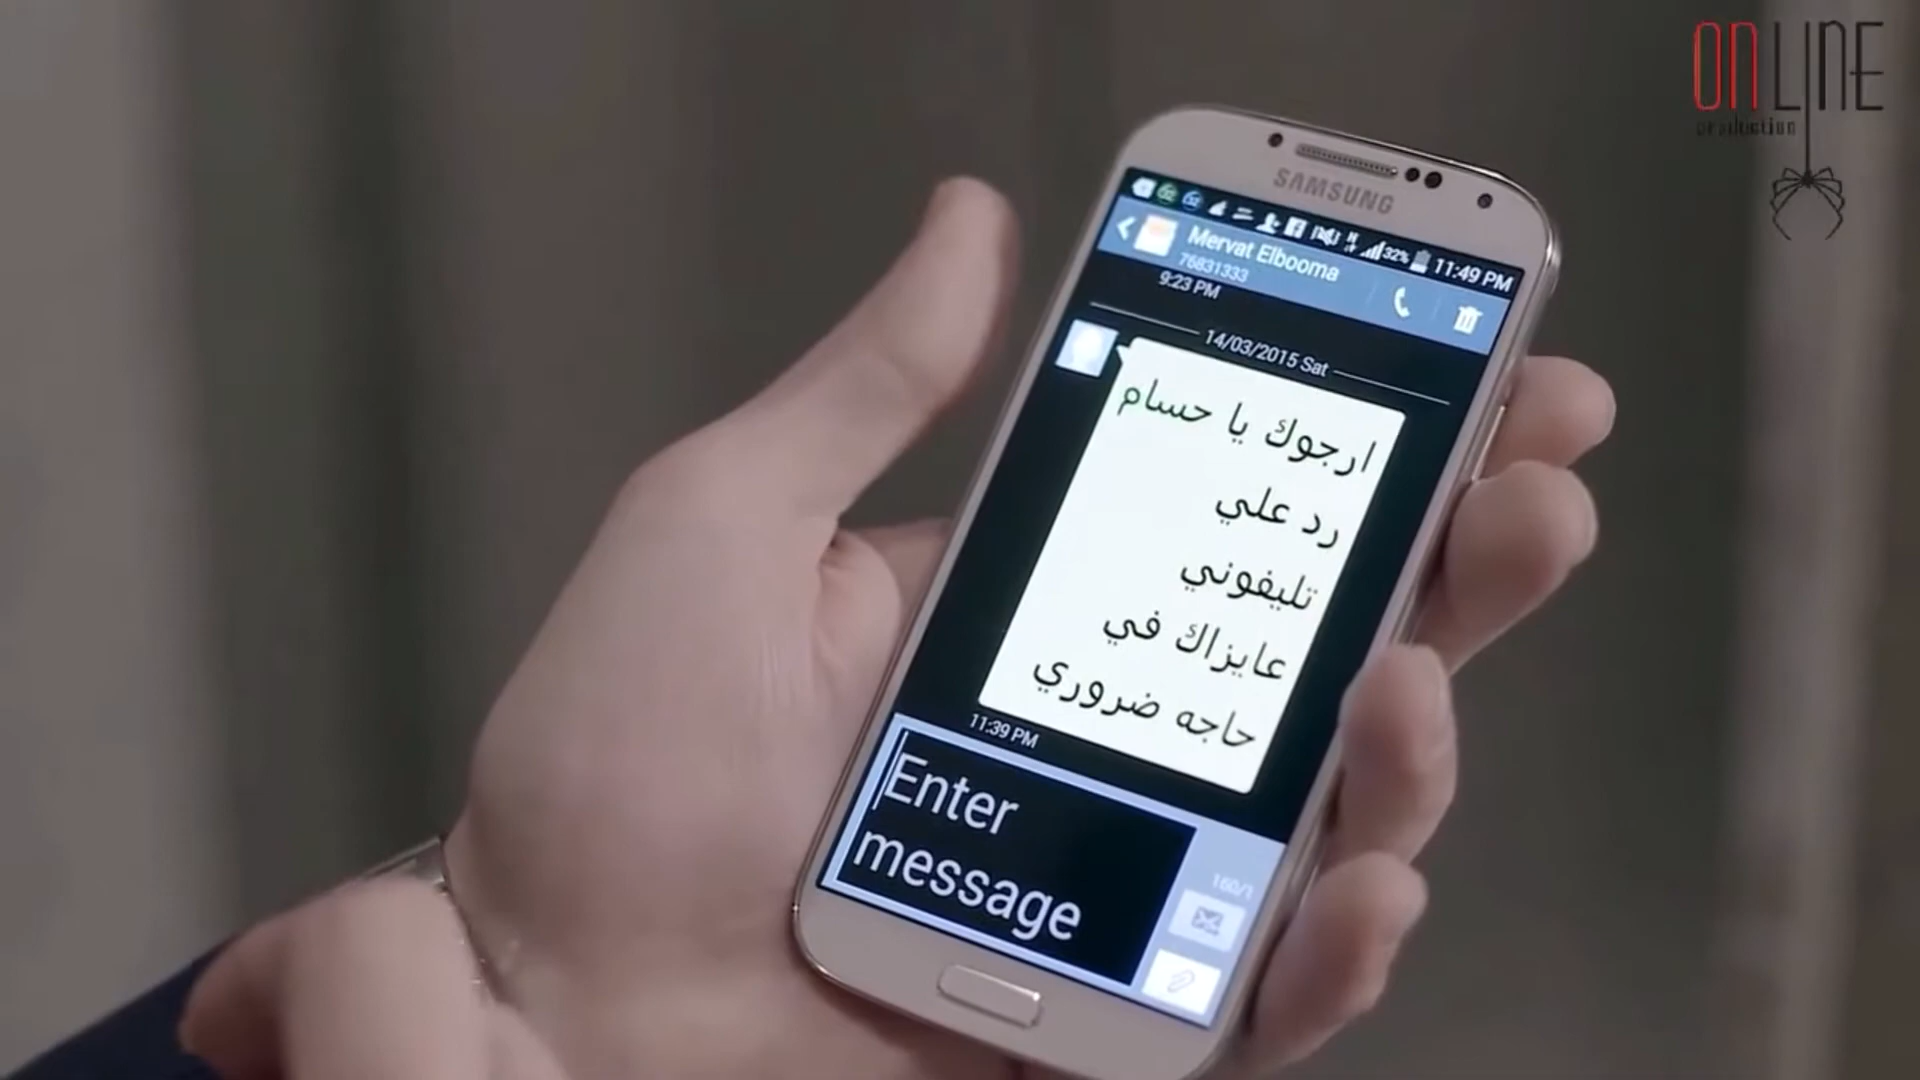 ON LINE
production
SAMSUNG
32% 11:49 PM
Mervat Elbooma
76831333
9:23 PM
14/03/2015 Sat
ارجوك يا حسام
رد علي
تليفوني
عايزاك في
حاجه ضروري
11:39 PM
Enter
message
160/1